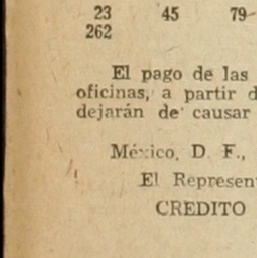 23 45 79
262
El pago de las
oficinas, a partir d
dejarán de causar
México, D. F.,
El Represen
CREDITO